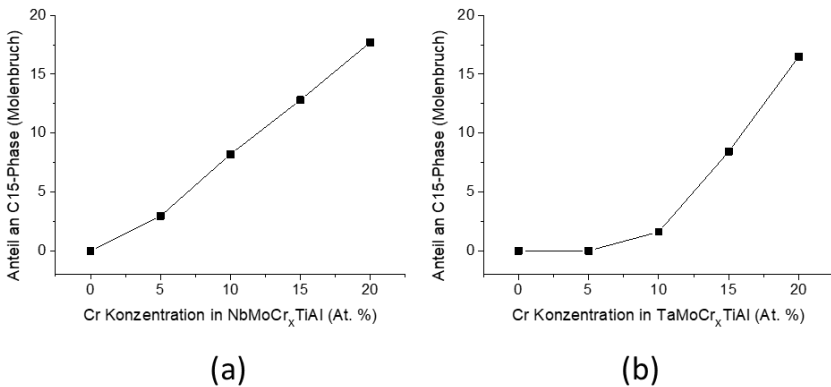 20
15
10
5
0
Anteil an C15-Phase (Molenbruch)
0 5 10 15 20
Cr Konzentration in NbMoCrₓTiAl (At. %)
(a)
20
15
10
5
0
Anteil an C15-Phase (Molenbruch)
0 5 10 15 20
Cr Konzentration in TaMoCrₓTiAl (At. %)
(b)